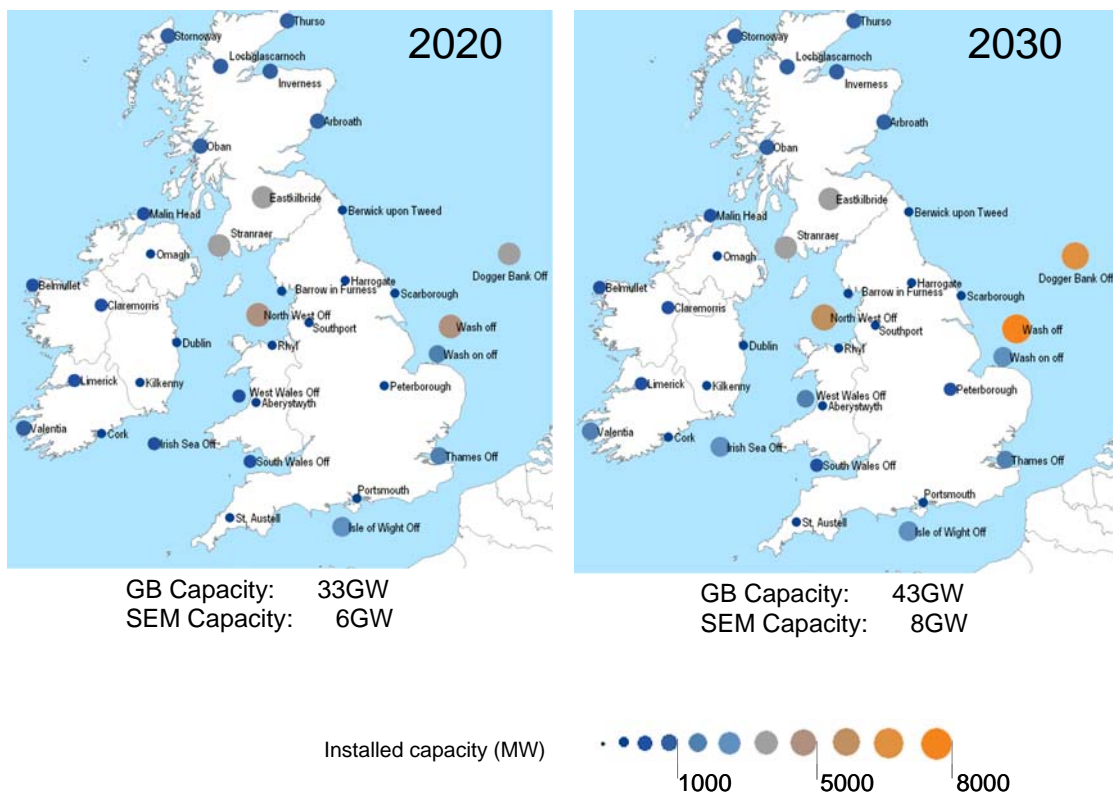 2020
Thurso
Stornoway
Locbglascarnoch
Inverness
Arbroath
Oban
Eastkilbride
Malin Head
Berwick upon Tweed
Stranraer
Omagh
Dogger Bank Off
Harrogate
Belmullet
Barrow in Furness
Scarborough
Claremorris
North West Off
Southport
Wash off
Dublin
Rhyl
Wash on off
Limerick
Kilkenny
Peterborough
West Wales Off
Aberystwyth
Valentia
Cork
Irish Sea Off
Thames Off
South Wales Off
Portsmouth
St. Austell
Isle of Wight Off
GB Capacity: 33GW
SEM Capacity: 6GW
2030
Thurso
Stornoway
Locbglascarnoch
Inverness
Arbroath
Oban
Eastkilbride
Malin Head
Berwick upon Tweed
Stranraer
Omagh
Dogger Bank Off
Harrogate
Belmullet
Barrow in Furness
Scarborough
Claremorris
North West Off
Southport
Wash off
Dublin
Rhyl
Wash on off
Limerick
Kilkenny
Peterborough
West Wales Off
Aberystwyth
Valentia
Cork
Irish Sea Off
Thames Off
South Wales Off
Portsmouth
St. Austell
Isle of Wight Off
GB Capacity: 43GW
SEM Capacity: 8GW
Installed capacity (MW)
1000
5000
8000